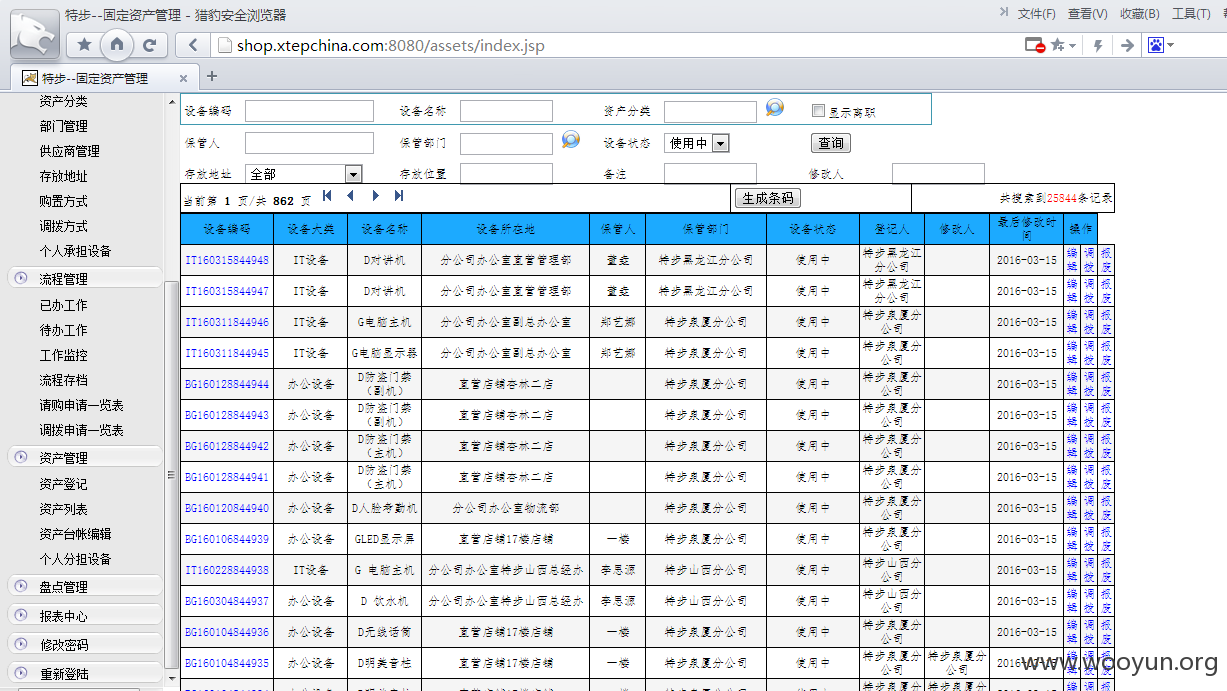 特步--固定资产管理 - 猎豹安全浏览器
文件(F) 查看(V) 收藏(B) 工具(T)
shop.xtepchina.com:8080/assets/index.jsp
特步--固定资产管理
资产分类
部门管理
供应商管理
存放地址
购置方式
调拨方式
个人承担设备
流程管理
已办工作
待办工作
工作监控
流程存档
请购申请一览表
调拨申请一览表
资产管理
资产登记
资产列表
资产台帐编辑
个人分担设备
盘点管理
报表中心
修改密码
重新登陆
设备编码 设备名称 资产分类 显示离职
保管人 保管部门 设备状态 使用中 查询
存放地址 全部 存放位置 备注 修改人
当前第 1 页/共 862 页 生成条码 共搜索到25844条记录
设备编码 设备大类 设备名称 设备所在地 保管人 保管部门 设备状态 登记人 修改人 最后修改时间 操作
IT160315844948 IT设备 D对讲机 分公司办公室直营管理部 特步黑龙江分公司 使用中 特步黑龙江分公司 2016-03-15 编辑 调拨 报废
IT160315844947 IT设备 D对讲机 分公司办公室直营管理部 特步黑龙江分公司 使用中 特步黑龙江分公司 2016-03-15 编辑 调拨 报废
IT160311844946 IT设备 G电脑主机 分公司办公室副总办公室 郑艺娜 特步泉厦分公司 使用中 特步泉厦分公司 2016-03-15 编辑 调拨 报废
IT160311844945 IT设备 G电脑显示器 分公司办公室副总办公室 郑艺娜 特步泉厦分公司 使用中 特步泉厦分公司 2016-03-15 编辑 调拨 报废
BG160128844944 办公设备 D防盗门禁（副机） 直营店铺杏林二店 特步泉厦分公司 使用中 特步泉厦分公司 2016-03-15 编辑 调拨 报废
BG160128844943 办公设备 D防盗门禁（副机） 直营店铺杏林二店 特步泉厦分公司 使用中 特步泉厦分公司 2016-03-15 编辑 调拨 报废
BG160128844942 办公设备 D防盗门禁（主机） 直营店铺杏林二店 特步泉厦分公司 使用中 特步泉厦分公司 2016-03-15 编辑 调拨 报废
BG160128844941 办公设备 D防盗门禁（主机） 直营店铺杏林二店 特步泉厦分公司 使用中 特步泉厦分公司 2016-03-15 编辑 调拨 报废
BG160120844940 办公设备 D人脸考勤机 分公司办公室物流部 特步泉厦分公司 使用中 特步泉厦分公司 2016-03-15 编辑 调拨 报废
BG160106844939 办公设备 GLED显示屏 直营店铺17楼店铺 一楼 特步泉厦分公司 使用中 特步泉厦分公司 2016-03-15 编辑 调拨 报废
IT160228844938 IT设备 G 电脑主机 分公司办公室特步山西总经办 李思源 特步山西分公司 使用中 特步山西分公司 2016-03-15 编辑 调拨 报废
BG160304844937 办公设备 D 饮水机 分公司办公室特步山西总经办 李思源 特步山西分公司 使用中 特步山西分公司 2016-03-15 编辑 调拨 报废
BG160104844936 办公设备 D无线话筒 直营店铺17楼店铺 一楼 特步泉厦分公司 使用中 特步泉厦分公司 2016-03-15 编辑 调拨 报废
BG160104844935 办公设备 D明美音柱 直营店铺17楼店铺 一楼 特步泉厦分公司 使用中 特步泉厦分公司 特步泉厦分公司 2016-03-15 编辑 调拨 报废
www.wooyun.org